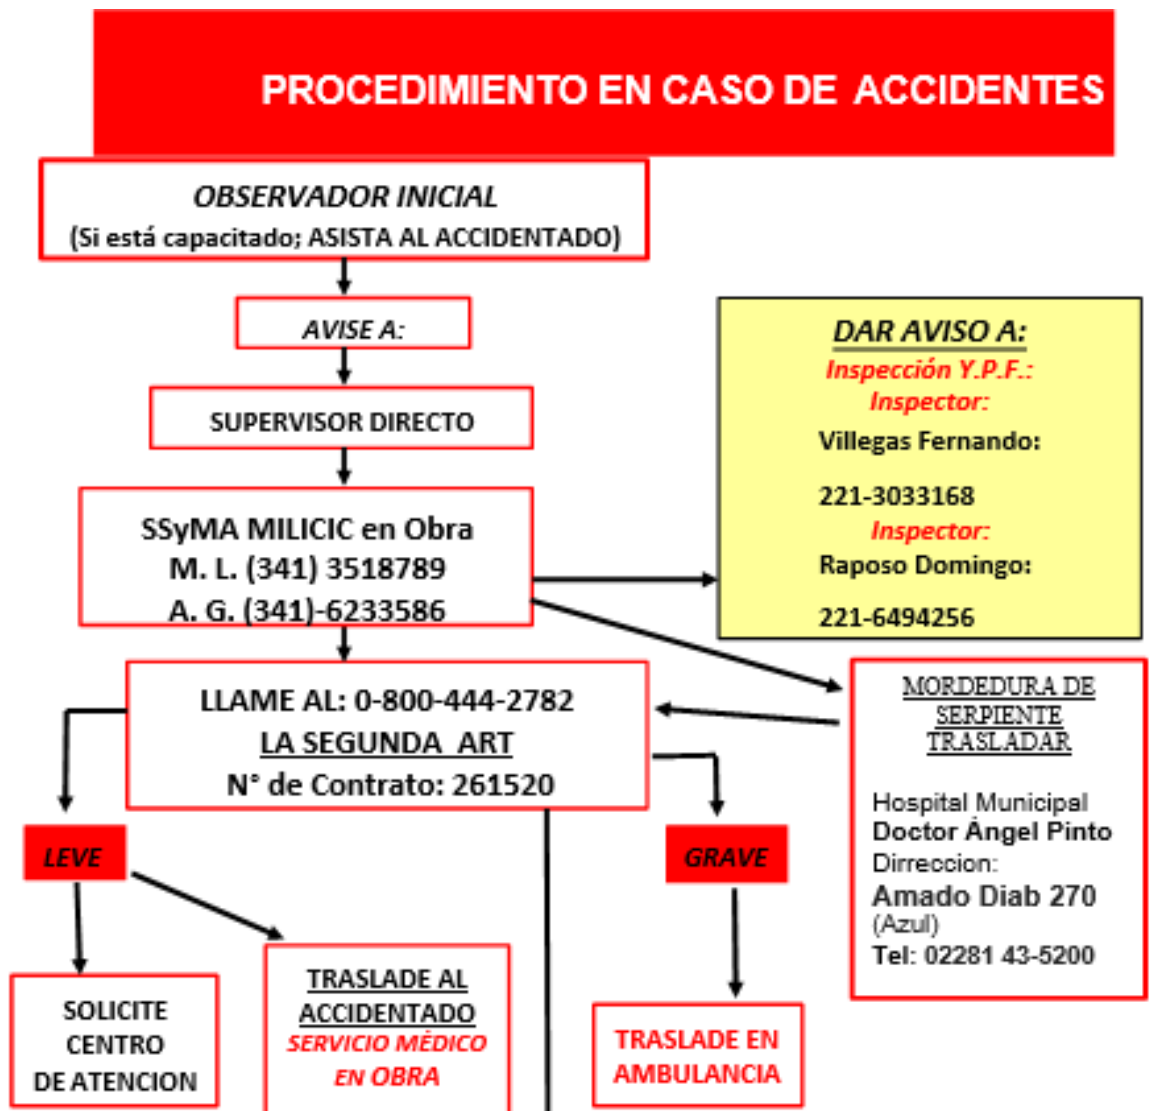 PROCEDIMIENTO EN CASO DE ACCIDENTES
OBSERVADOR INICIAL
(Si está capacitado; ASISTA AL ACCIDENTADO)
AVISE A:
SUPERVISOR DIRECTO
SSyMA MILICIC en Obra
M. L. (341) 3518789
A. G. (341)-6233586
DAR AVISO A:
Inspección Y.P.F.:
Inspector:
Villegas Fernando:
221-3033168
Inspector:
Raposo Domingo:
221-6494256
LLAME AL: 0-800-444-2782
LA SEGUNDA ART
N° de Contrato: 261520
MORDEDURA DE
SERPIENTE
TRASLADAR
Hospital Municipal
Doctor Ángel Pinto
Dirreccion:
Amado Diab 270
(Azul)
Tel: 02281 43-5200
LEVE
GRAVE
SOLICITE
CENTRO
DE ATENCION
TRASLADE AL
ACCIDENTADO
SERVICIO MÉDICO
EN OBRA
TRASLADE EN
AMBULANCIA